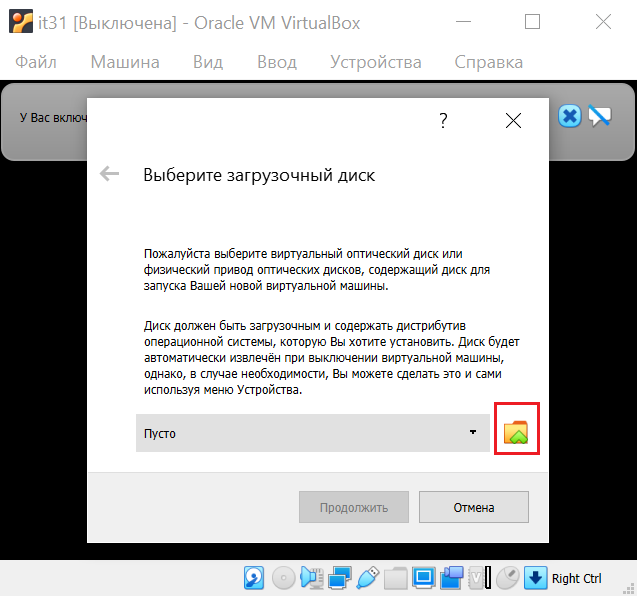 it31 [Выключена] - Oracle VM VirtualBox
Файл Машина Вид Ввод Устройства Справка
У Вас включ
?
Выберите загрузочный диск
Пожалуйста выберите виртуальный оптический диск или
физический привод оптических дисков, содержащий диск для
запуска Вашей новой виртуальной машины.
Диск должен быть загрузочным и содержать дистрибутив
операционной системы, которую Вы хотите установить. Диск будет
автоматически извлечён при выключении виртуальной машины,
однако, в случае необходимости, Вы можете сделать это и сами
используя меню Устройства.
Пусто
Продолжить Отмена
Right Ctrl